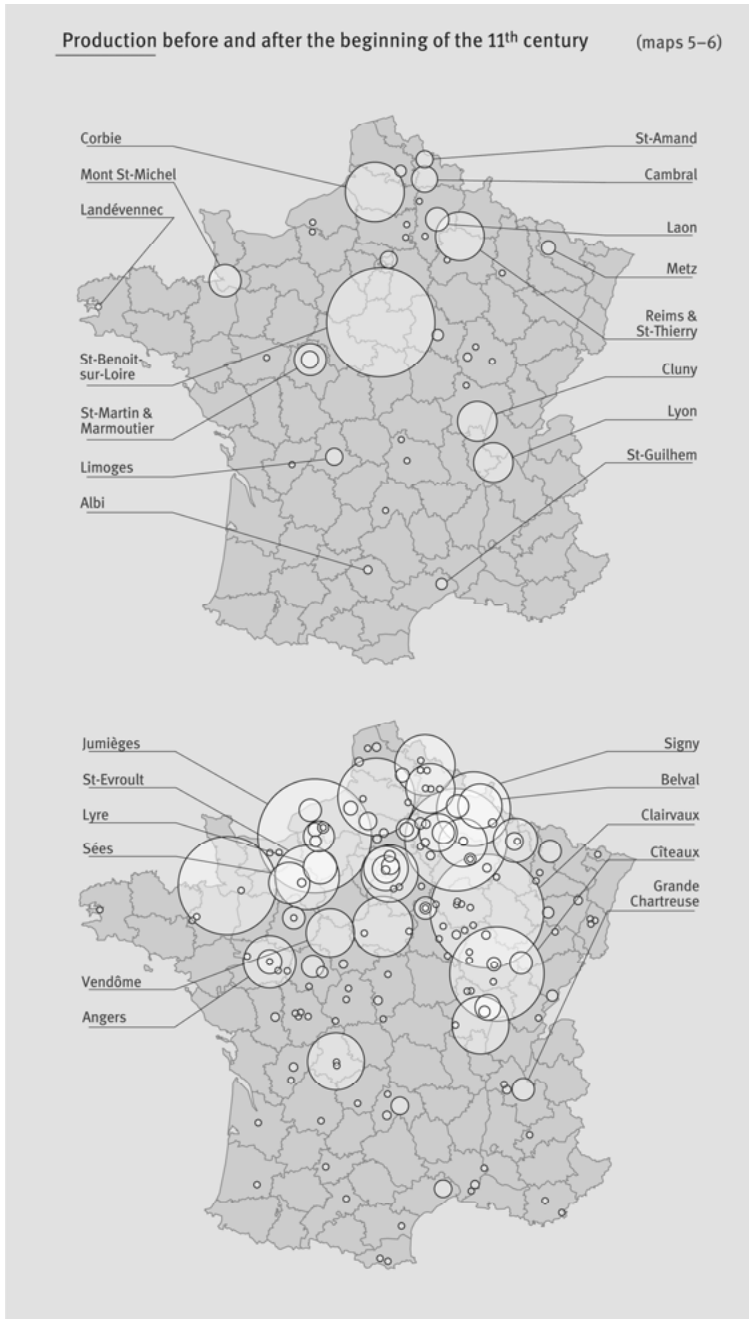 Production before and after the beginning of the 11th century (maps 5–6)
Corbie
Mont St-Michel
Landévennec
St-Benoit-
sur-Loire
St-Martin &
Marmoutier
Limoges
Albi
St-Amand
Cambral
Laon
Metz
Reims &
St-Thierry
Cluny
Lyon
St-Guilhem
Jumièges
St-Evroult
Lyre
Sées
Vendôme
Angers
Signy
Belval
Clairvaux
Cîteaux
Grande
Chartreuse